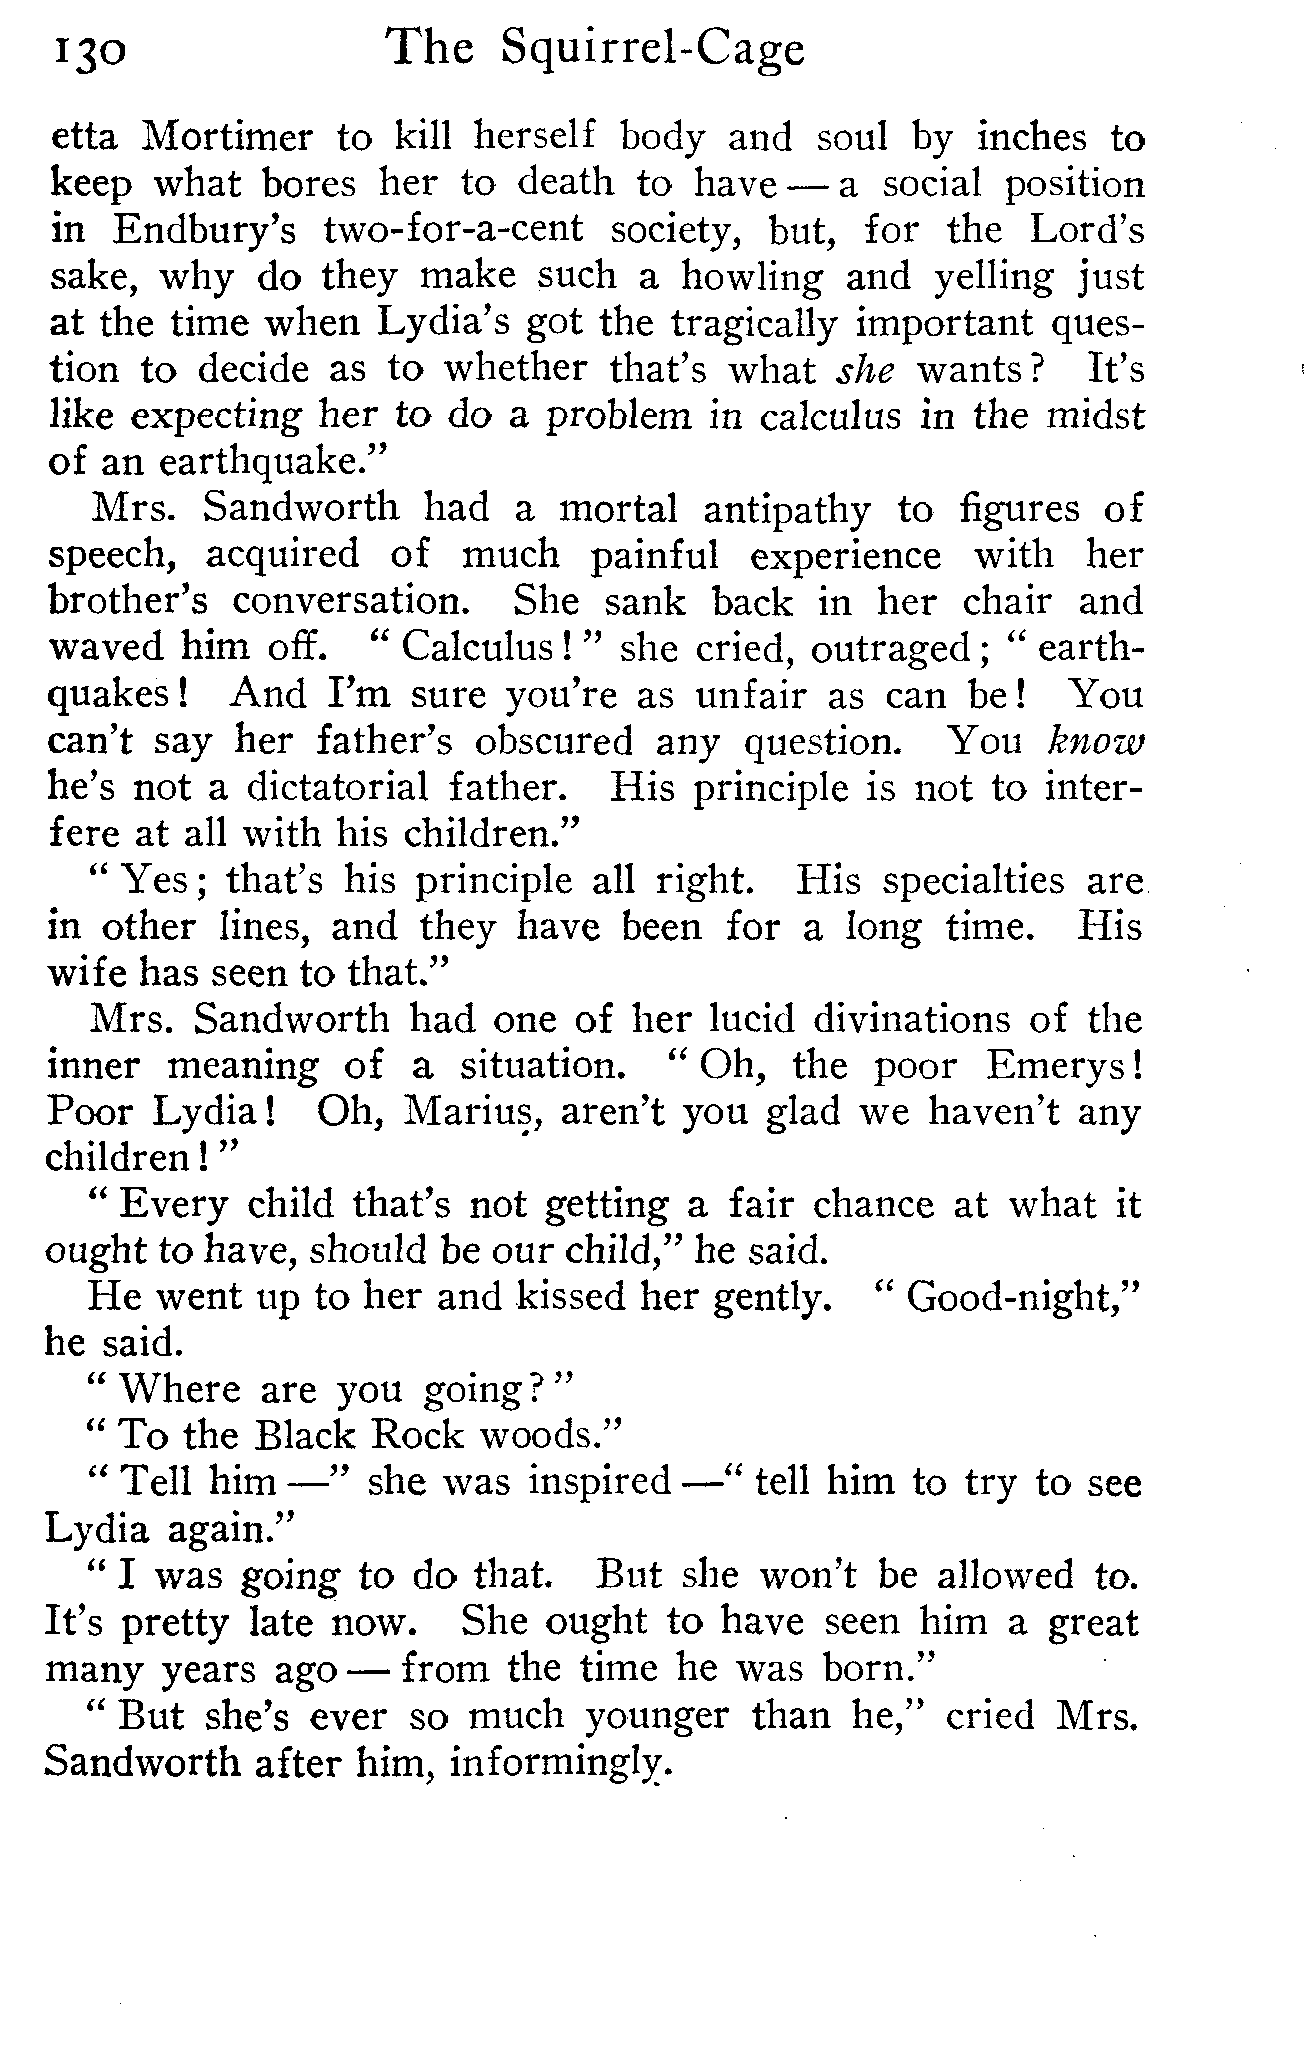 130 The Squirrel-Cage
etta Mortimer to kill herself body and soul by inches to
keep what bores her to death to have — a social position
in Endbury's two-for-a-cent society, but, for the Lord's
sake, why do they make such a howling and yelling just
at the time when Lydia's got the tragically important ques-
tion to decide as to whether that's what she wants? It's
like expecting her to do a problem in calculus in the midst
of an earthquake."
Mrs. Sandworth had a mortal antipathy to figures of
speech, acquired of much painful experience with her
brother's conversation. She sank back in her chair and
waved him off. "Calculus!" she cried, outraged; "earth-
quakes! And I'm sure you're as unfair as can be! You
can't say her father's obscured any question. You know
he's not a dictatorial father. His principle is not to inter-
fere at all with his children."
"Yes; that's his principle all right. His specialties are
in other lines, and they have been for a long time. His
wife has seen to that."
Mrs. Sandworth had one of her lucid divinations of the
inner meaning of a situation. "Oh, the poor Emerys!
Poor Lydia! Oh, Marius, aren't you glad we haven't any
children!"
"Every child that's not getting a fair chance at what it
ought to have, should be our child," he said.
He went up to her and kissed her gently. "Good-night,"
he said.
"Where are you going?"
"To the Black Rock woods."
"Tell him —" she was inspired —"tell him to try to see
Lydia again."
"I was going to do that. But she won't be allowed to.
It's pretty late now. She ought to have seen him a great
many years ago — from the time he was born."
"But she's ever so much younger than he," cried Mrs.
Sandworth after him, informingly.